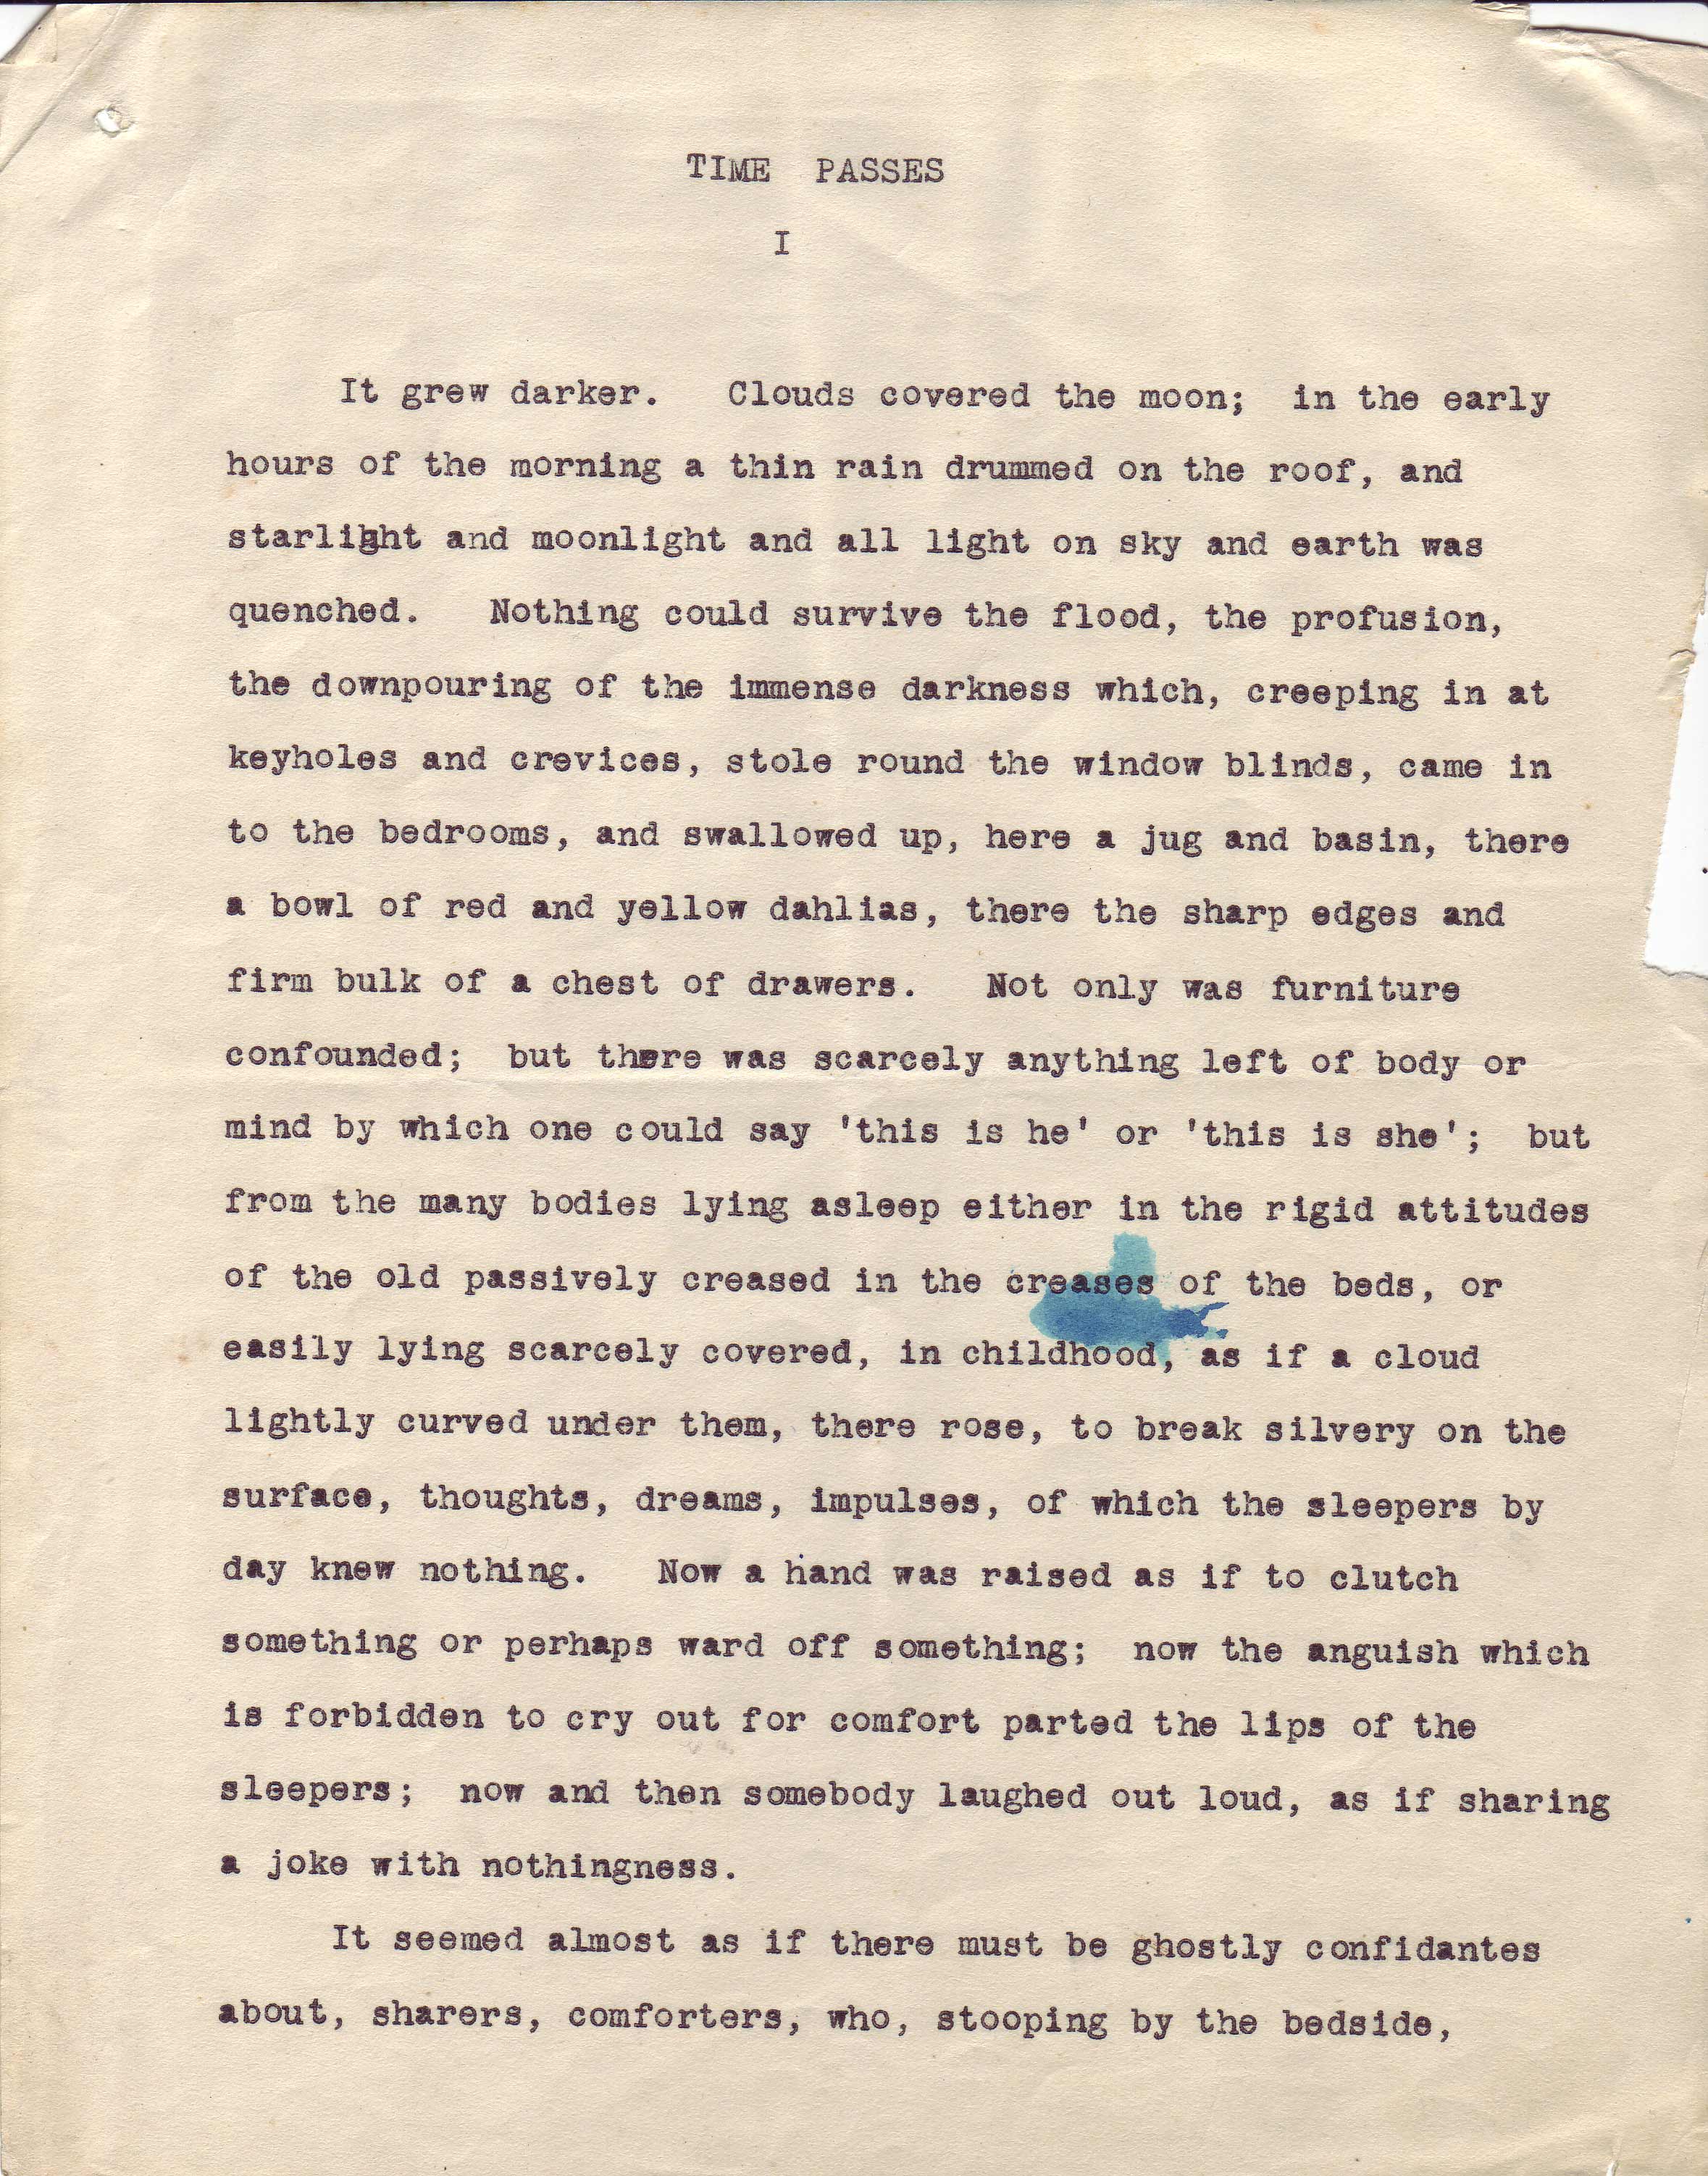 TIME PASSES
I
It grew darker. Clouds covered the moon; in the early
hours of the morning a thin rain drummed on the roof, and
starlight and moonlight and all light on sky and earth was
quenched. Nothing could survive the flood, the profusion,
the downpouring of the immense darkness which, creeping in at
keyholes and crevices, stole round the window blinds, came in
to the bedrooms, and swallowed up, here a jug and basin, there
a bowl of red and yellow dahlias, there the sharp edges and
firm bulk of a chest of drawers. Not only was furniture
confounded; but there was scarcely anything left of body or
mind by which one could say 'this is he' or 'this is she'; but
from the many bodies lying asleep either in the rigid attitudes
of the old passively creased in the creases of the beds, or
easily lying scarcely covered, in childhood, as if a cloud
lightly curved under them, there rose, to break silvery on the
surface, thoughts, dreams, impulses, of which the sleepers by
day knew nothing. Now a hand was raised as if to clutch
something or perhaps ward off something; now the anguish which
is forbidden to cry out for comfort parted the lips of the
sleepers; now and then somebody laughed out loud, as if sharing
a joke with nothingness.
It seemed almost as if there must be ghostly confidantes
about, sharers, comforters, who, stooping by the bedside,